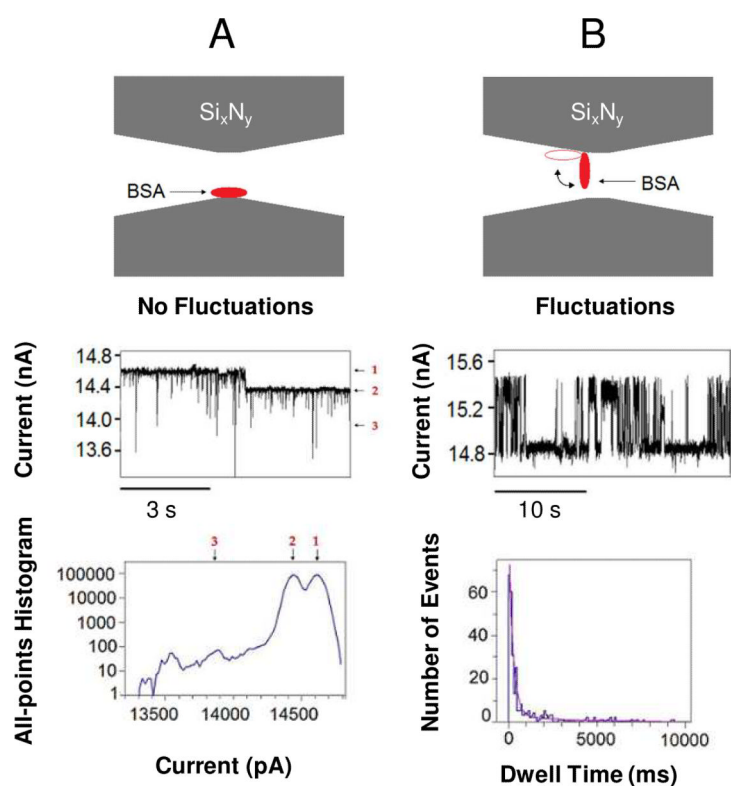 A
B
SixNy
SixNy
BSA
BSA
No Fluctuations
Fluctuations
Current (nA)
14.8
14.4
14.0
13.6
1
2
3
3 s
Current (nA)
15.6
15.2
14.8
10 s
All-points Histogram
3 2 1
100000
10000
1000
100
10
1
13500 14000 14500
Current (pA)
Number of Events
60
40
20
0
0 5000 10000
Dwell Time (ms)